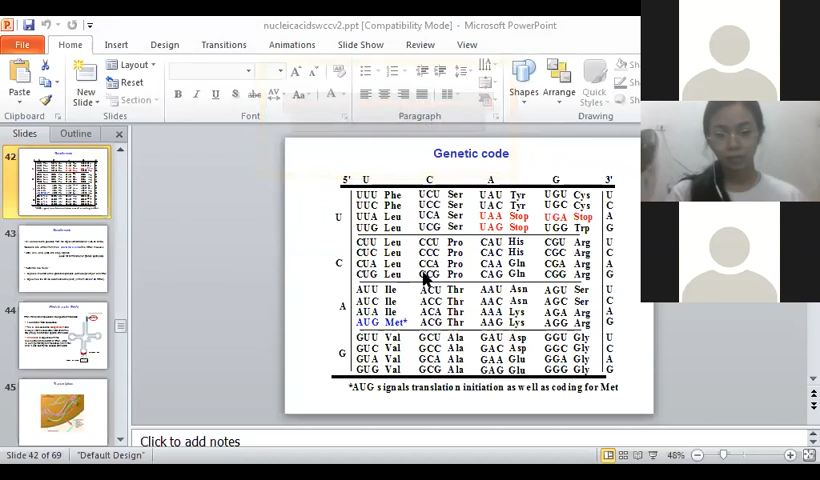 nucleicacidswccv2.ppt [Compatibility Mode] - Microsoft PowerPoint
File Home Insert Design Transitions Animations Slide Show Review View
Paste
New Slide
Layout
Reset
Section
Shapes
Arrange
Quick Styles
Clipboard Slides Font Paragraph Drawing
Slides Outline
42
43
44
45
Genetic code
5' U C A G 3'
UUU Phe UCU Ser UAU Tyr UGU Cys U
UUC Phe UCC Ser UAC Tyr UGC Cys C
U UUA Leu UCA Ser UAA Stop UGA Stop A
UUG Leu UCG Ser UAG Stop UGG Trp G
CUU Leu CCU Pro CAU His CGU Arg U
CUC Leu CCC Pro CAC His CGC Arg C
C CUA Leu CCA Pro CAA Gln CGA Arg A
CUG Leu CCG Pro CAG Gln CGG Arg G
AUU Ile ACU Thr AAU Asn AGU Ser U
AUC Ile ACC Thr AAC Asn AGC Ser C
A AUA Ile ACA Thr AAA Lys AGA Arg A
AUG Met* ACG Thr AAG Lys AGG Arg G
GUU Val GCU Ala GAU Asp GGU Gly U
GUC Val GCC Ala GAC Asp GGC Gly C
G GUA Val GCA Ala GAA Glu GGA Gly A
GUG Val GCG Ala GAG Glu GGG Gly G
*AUG signals translation initiation as well as coding for Met
Click to add notes
Slide 42 of 69 "Default Design" 48%